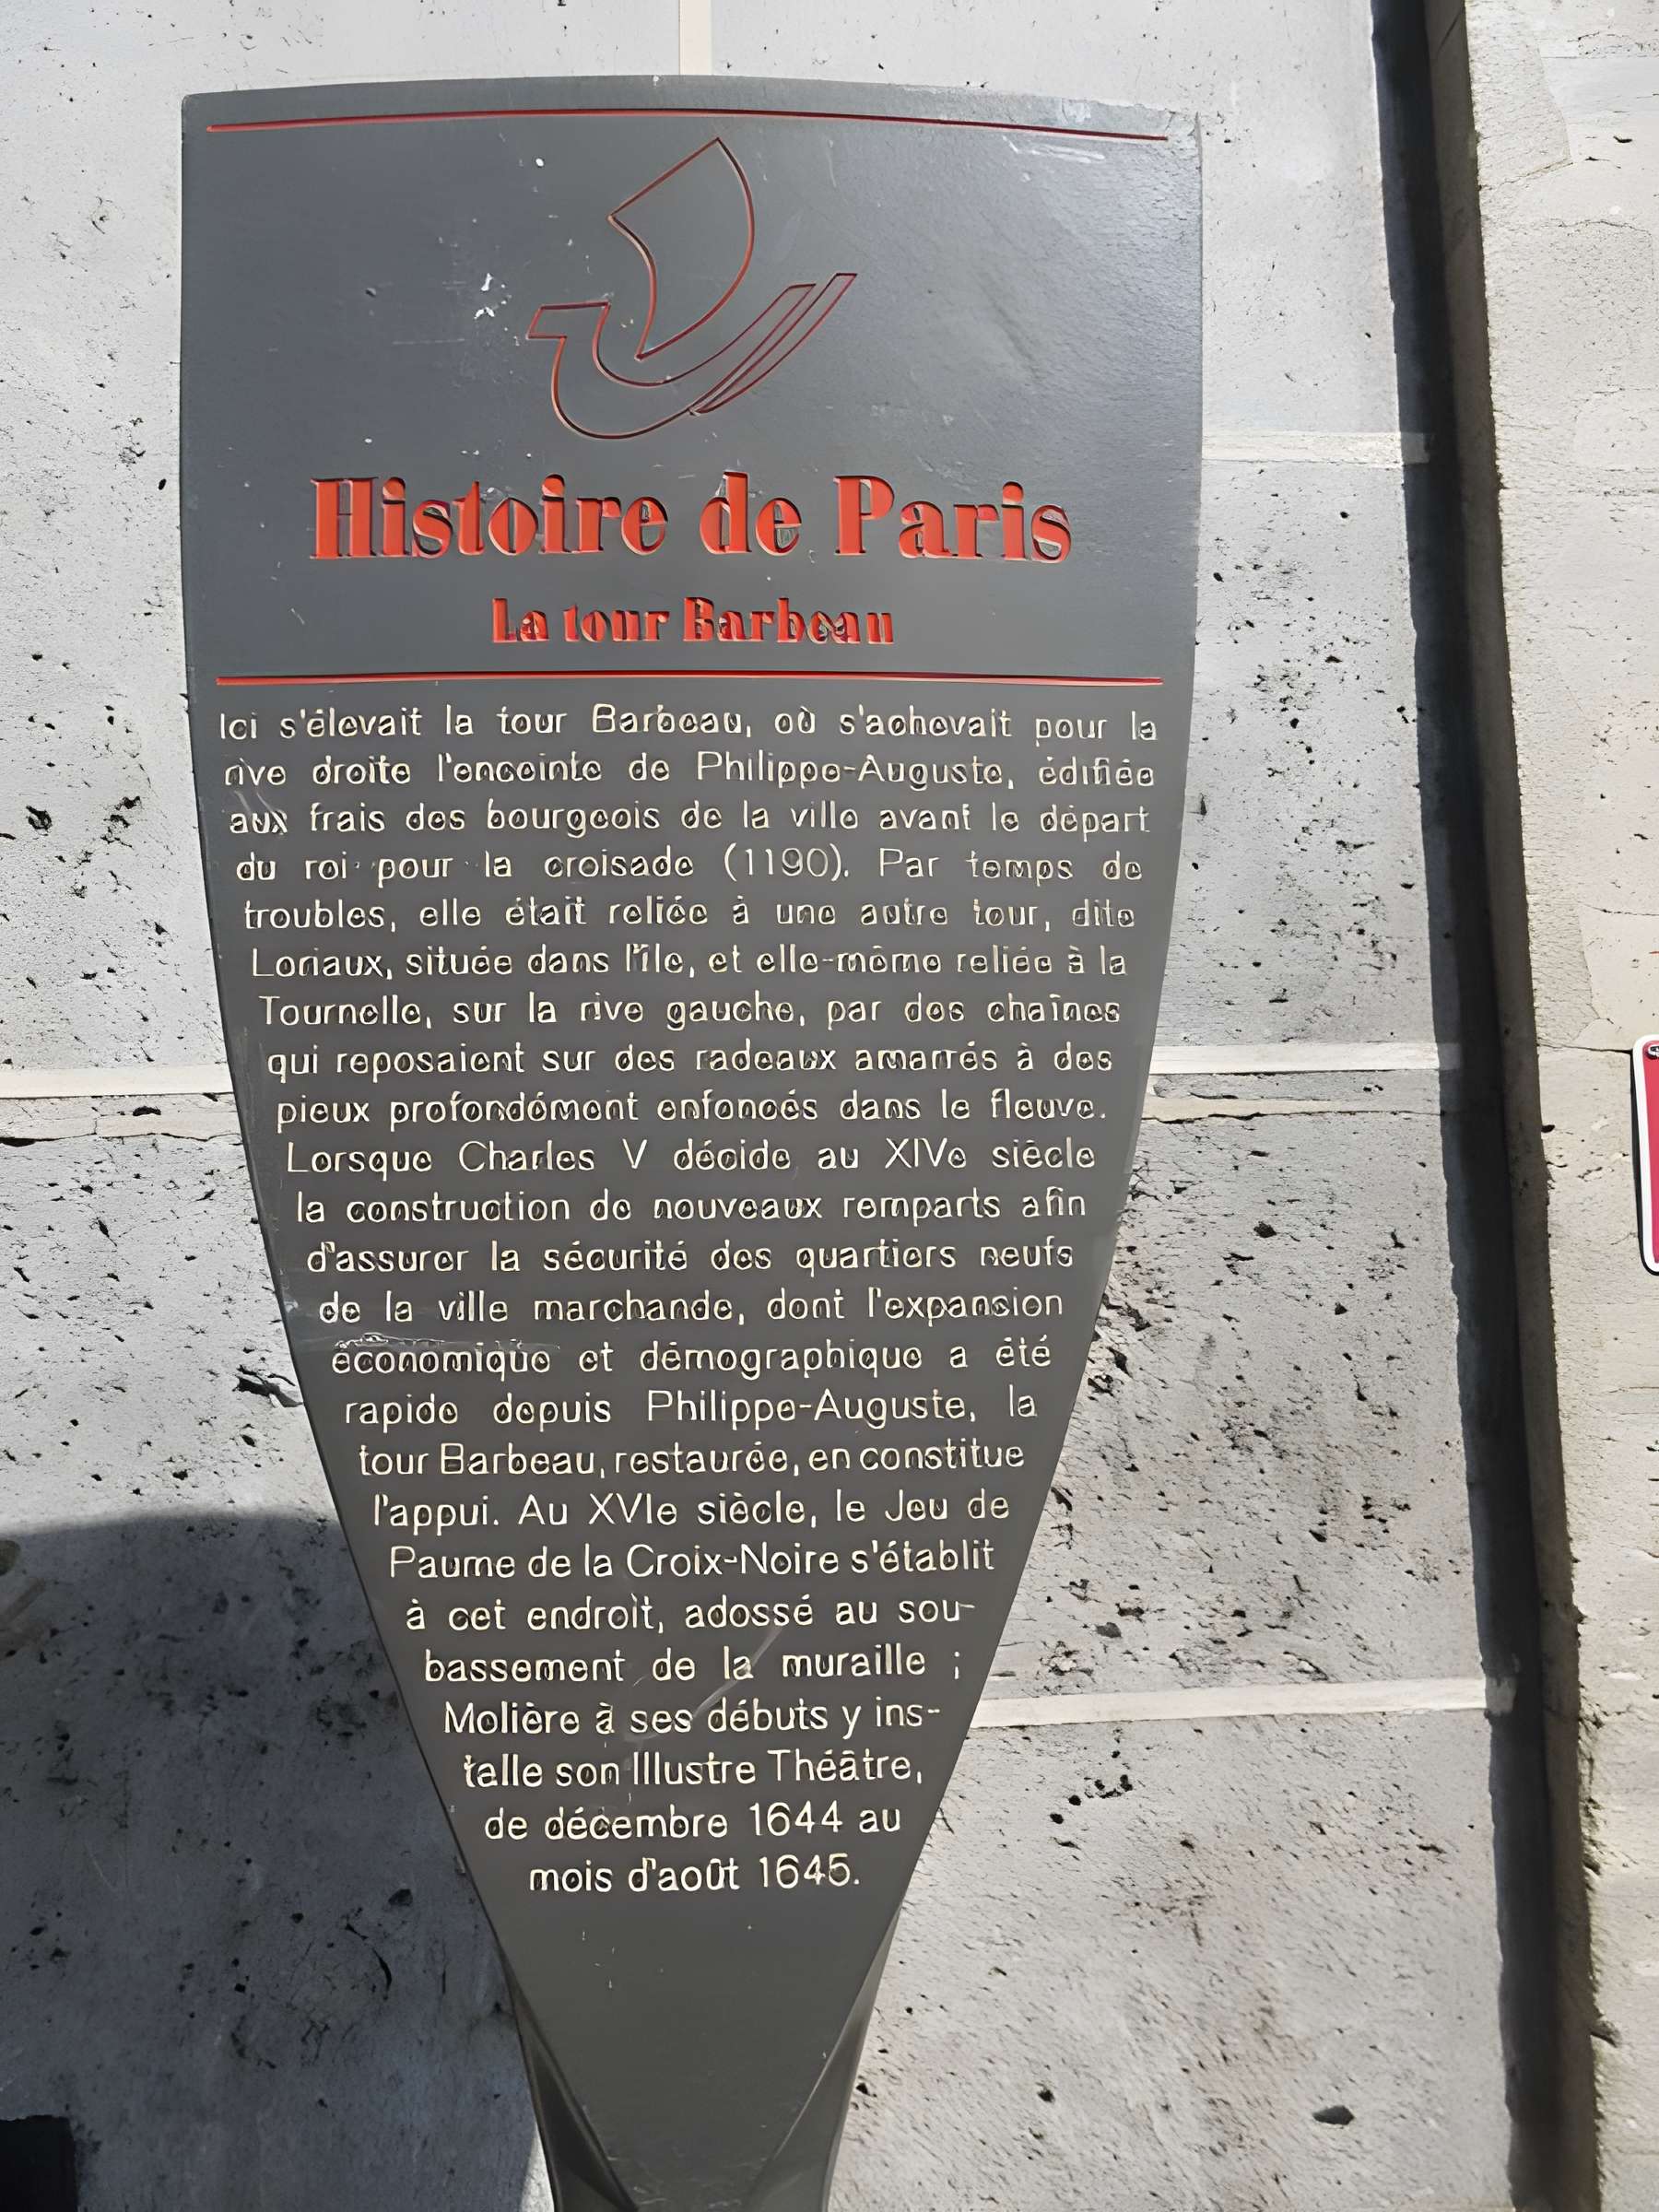 Histoire de Paris
La tour Barbeau
Ici s'élevait la tour Barbeau, où s'achevait pour la
rive droite l'enceinte de Philippe-Auguste, édifiée
aux frais des bourgeois de la ville avant le départ
du roi pour la croisade (1190). Par temps de
troubles, elle était reliée à une autre tour, dite
Loriaux, située dans l'île, et elle-même reliée à la
Tournelle, sur la rive gauche, par des chaînes
qui reposaient sur des radeaux amarrés à des
pieux profondément enfoncés dans le fleuve.
Lorsque Charles V décide au XIVe siècle
la construction de nouveaux remparts afin
d'assurer la sécurité des quartiers neufs
de la ville marchande, dont l'expansion
économique et démographique a été
rapide depuis Philippe-Auguste, la
tour Barbeau, restaurée, en constitue
l'appui. Au XVIe siècle, le Jeu de
Paume de la Croix-Noire s'établit
à cet endroit, adossé au sou-
bassement de la muraille ;
Molière à ses débuts y ins-
talle son Illustre Théâtre,
de décembre 1644 au
mois d'août 1645.